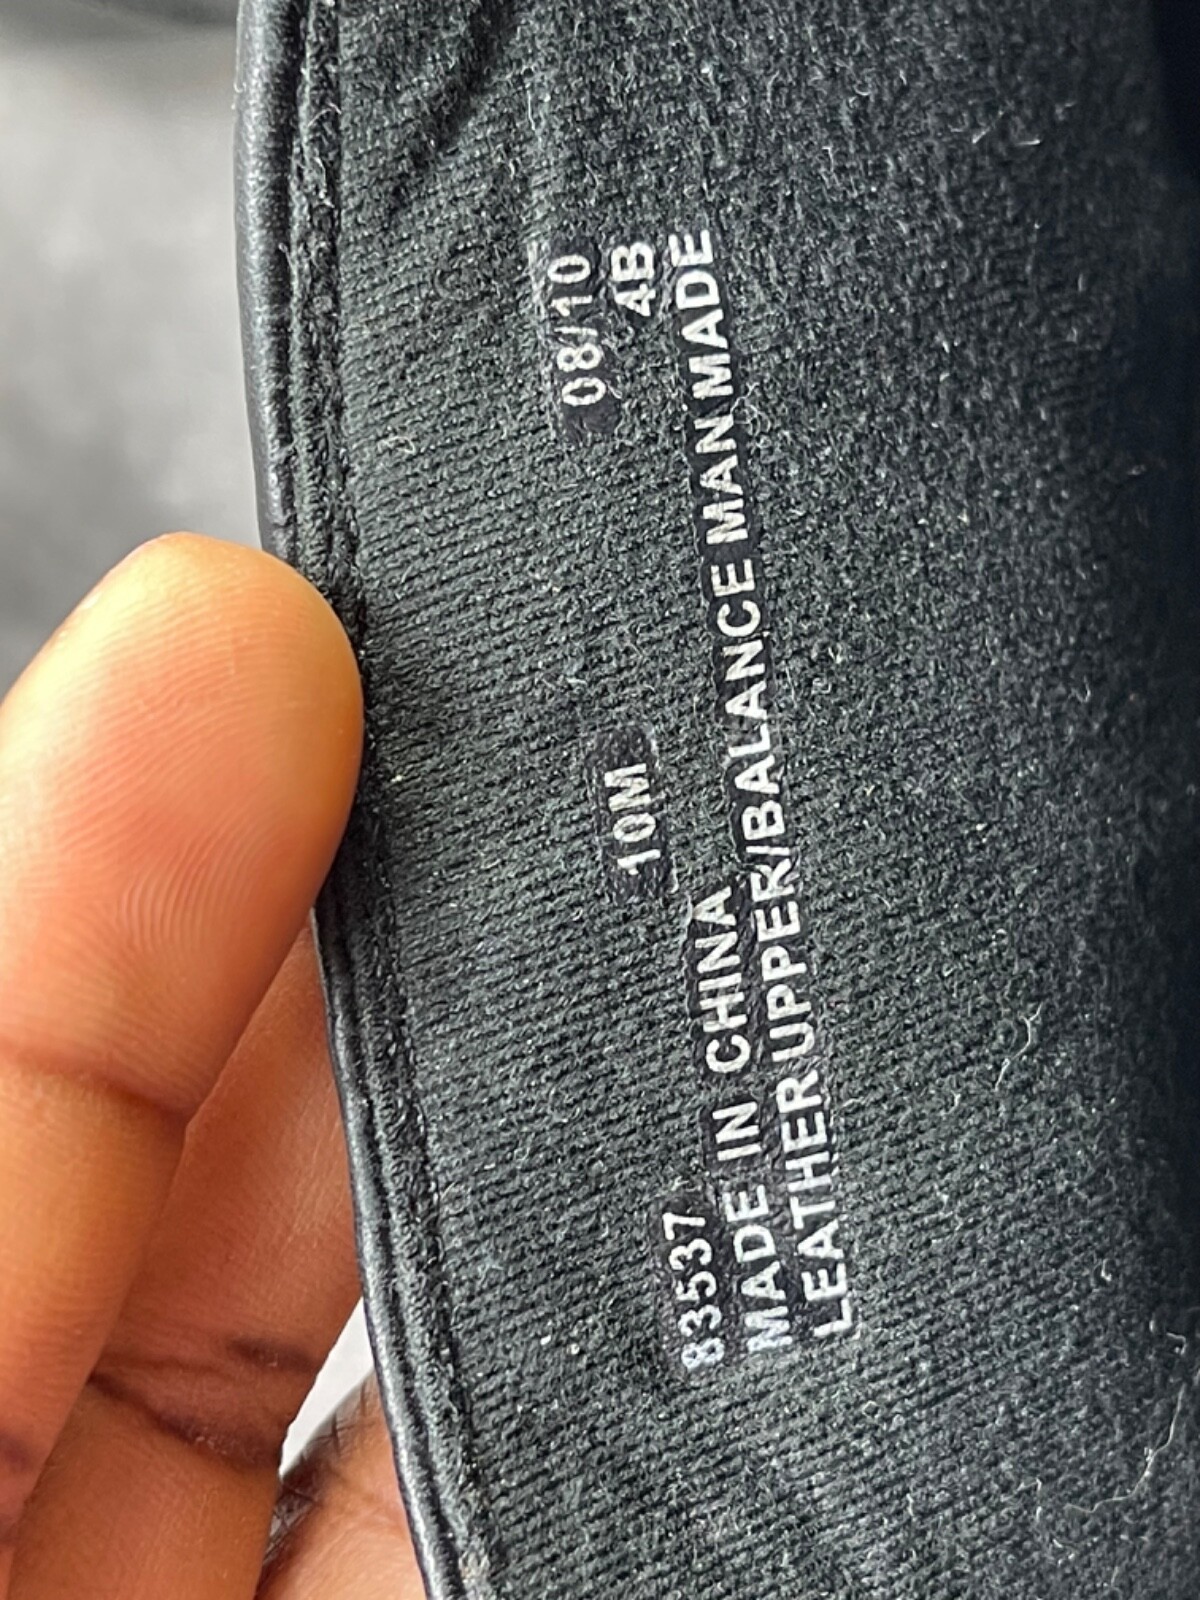 83537 10M 08/10
MADE IN CHINA 4B
LEATHER UPPER/BALANCE MAN MADE